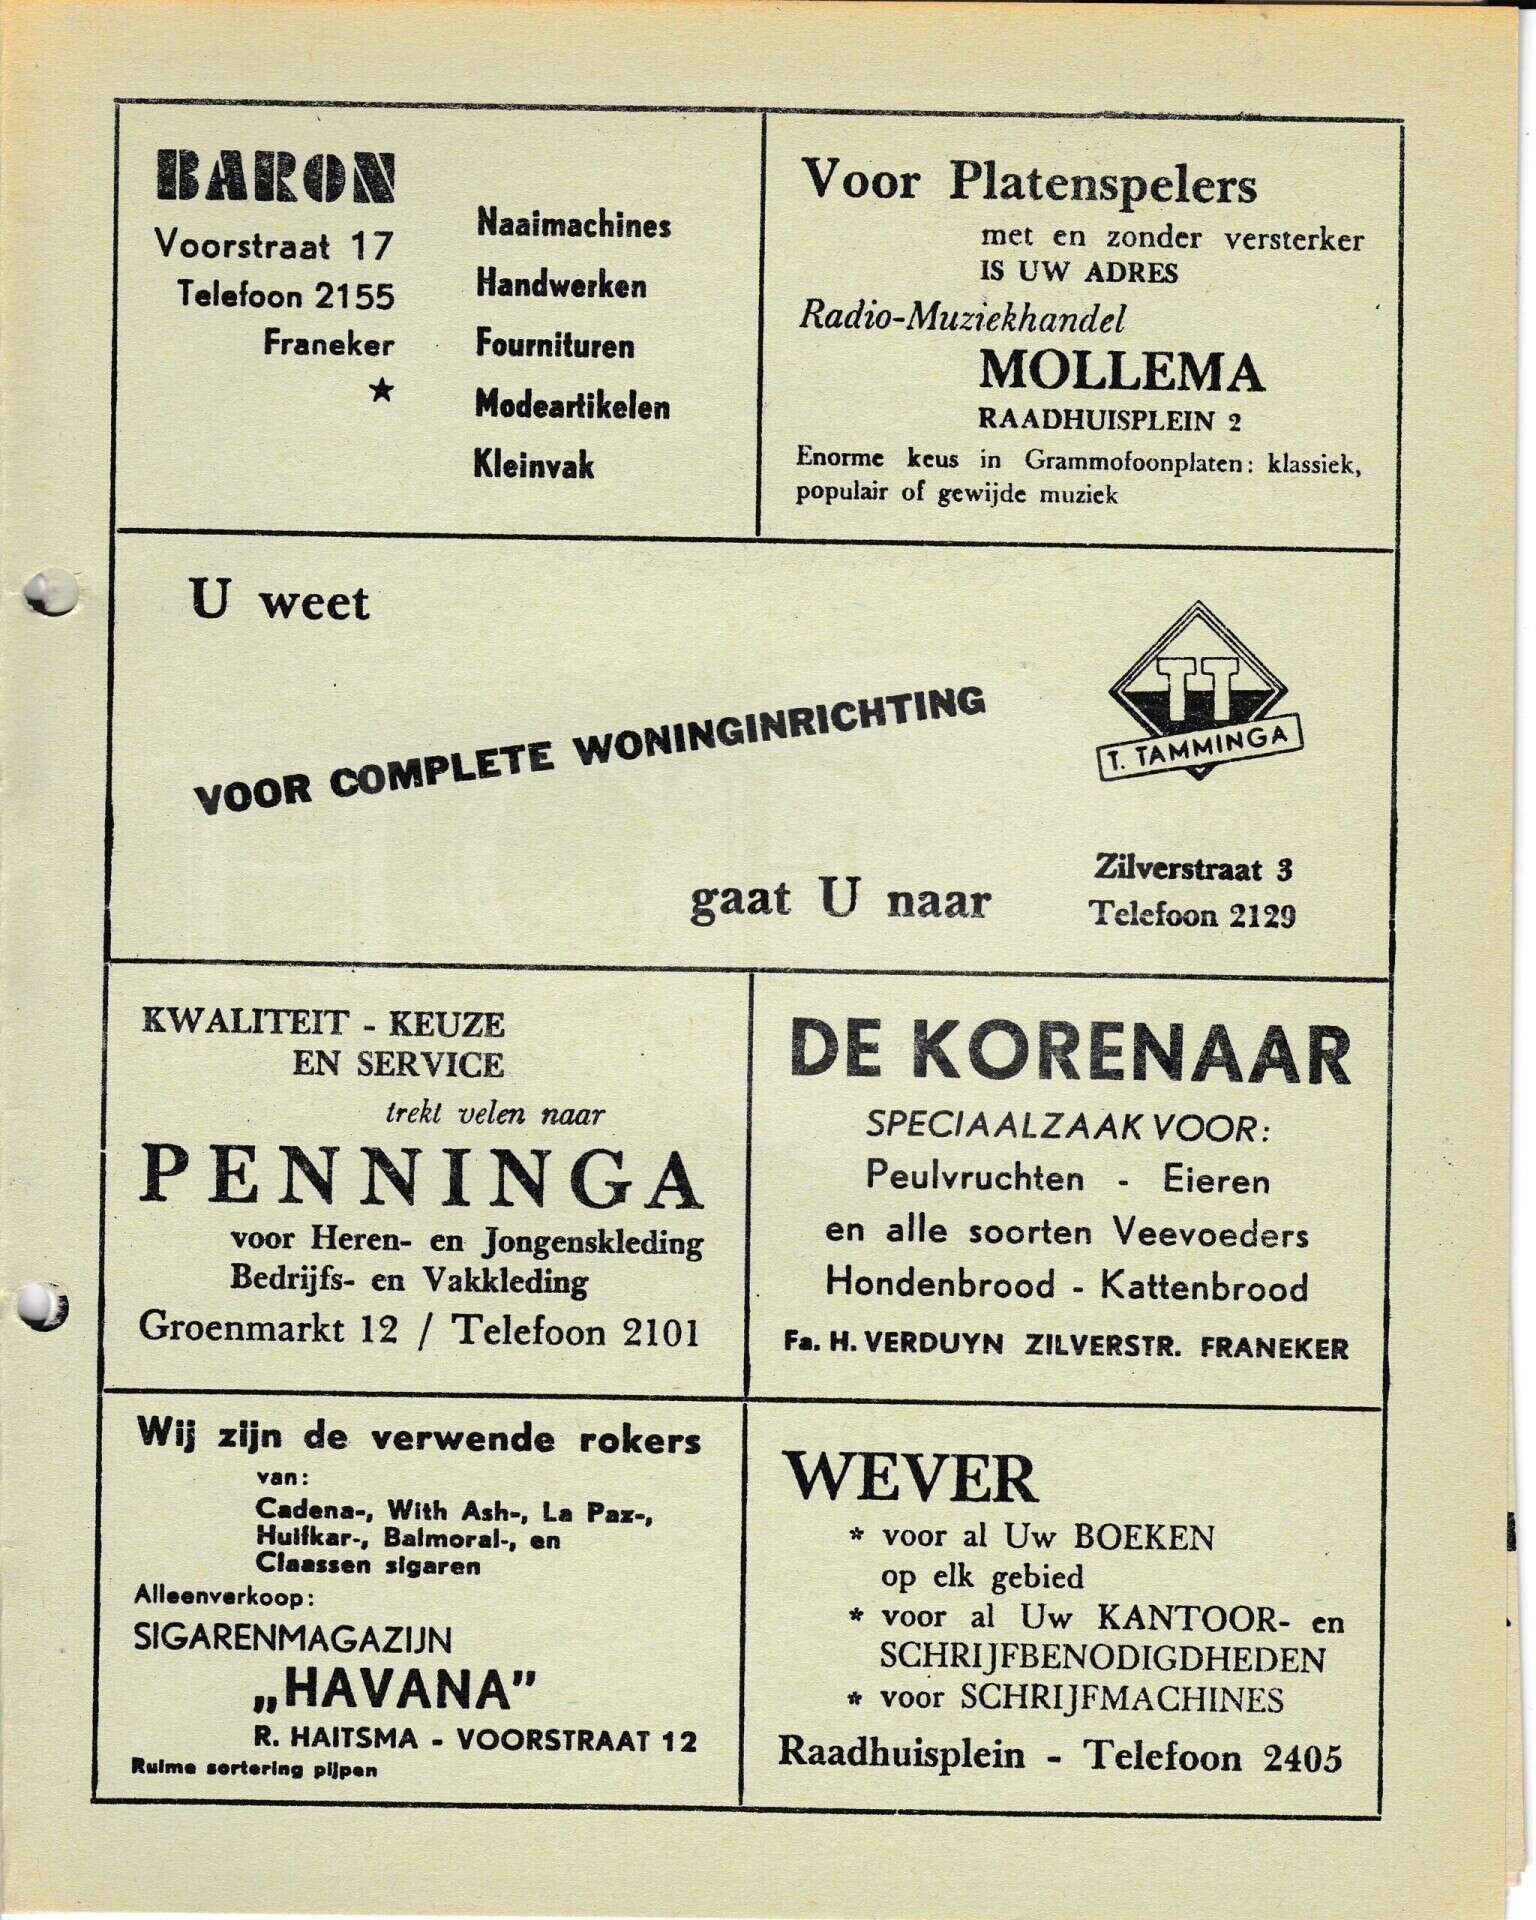 BARON
Voorstraat 17
Telefoon 2155
Franeker
Naaimachines
Handwerken
Fournituren
Modeartikelen
Kleinvak
Voor Platenspelers
met en zonder versterker
IS UW ADRES
Radio-Muziekhandel
MOLLEMA
RAADHUISPLEIN 2
Enorme keus in Grammofoonplaten: klassiek,
populair of gewijde muziek
U weet
VOOR COMPLETE WONINGINRICHTING
gaat U naar
TT
T. TAMMINGA
Zilverstraat 3
Telefoon 2129
KWALITEIT - KEUZE
EN SERVICE
trekt velen naar
PENNINGA
voor Heren- en Jongenskleding
Bedrijfs- en Vakkleding
Groenmarkt 12 / Telefoon 2101
DE KORENAAR
SPECIAALZAAK VOOR:
Peulvruchten - Eieren
en alle soorten Veevoeders
Hondenbrood - Kattenbrood
Fa. H. VERDUYN ZILVERSTR. FRANEKER
Wij zijn de verwende rokers
van:
Cadena-, With Ash-, La Paz-,
Huifkar-, Balmoral-, en
Claassen sigaren
Alleenverkoop:
SIGARENMAGAZIJN
„HAVANA"
R. HAITSMA - VOORSTRAAT 12
Ruime sortering pijpen
WEVER
* voor al Uw BOEKEN
op elk gebied
* voor al Uw KANTOOR- en
SCHRIJFBENODIGDHEDEN
* voor SCHRIJFMACHINES
Raadhuisplein - Telefoon 2405